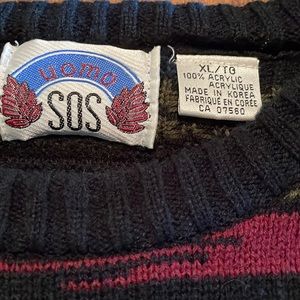 uomo
SOS
XL/TG
100% ACRYLIC
ACRYLIQUE
MADE IN KOREA
FABRIQUÉ EN CORÉE
CA 07560